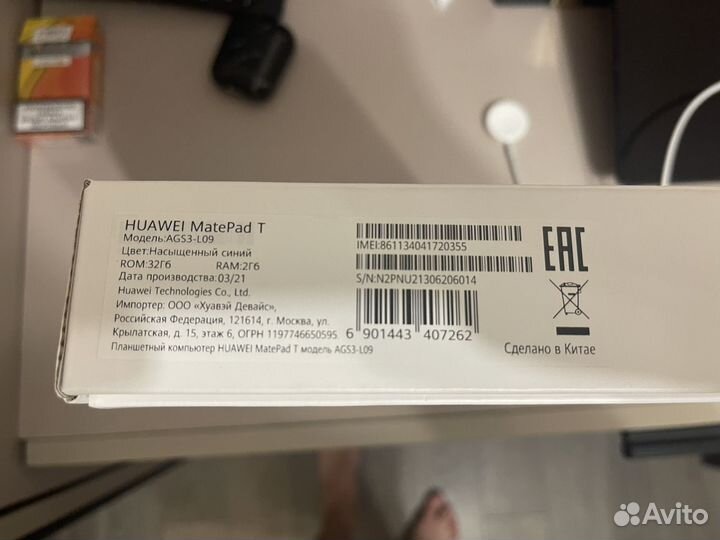 HUAWEI MatePad T
Модель:AGS3-L09
Цвет:Насыщенный синий
ROM:32Гб RAM:2Гб
Дата производства:03/21
Huawei Technologies Co., Ltd.
Импортер: ООО «Хуавэй Девайс»,
Российская Федерация, 121614, г. Москва, ул.
Крылатская, д. 15, этаж 6, ОГРН 1197746650595
Планшетный компьютер HUAWEI MatePad T модель AGS3-L09
IMEI:861134041720355
S/N:N2PNU21306206014
6 901443 407262
EAC
Сделано в Китае
Avito